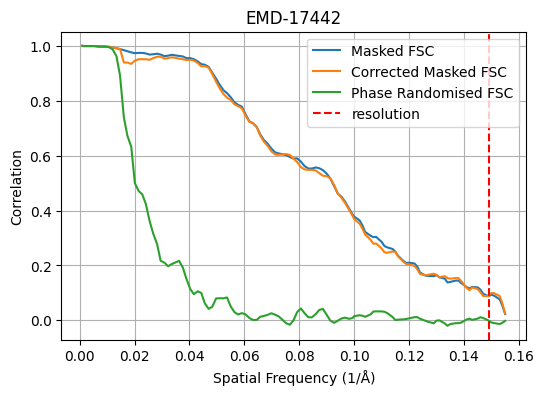 EMD-17442
Masked FSC
Corrected Masked FSC
Phase Randomised FSC
resolution
1.0
0.8
0.6
0.4
0.2
0.0
Correlation
0.00 0.02 0.04 0.06 0.08 0.10 0.12 0.14 0.16
Spatial Frequency (1/Å)